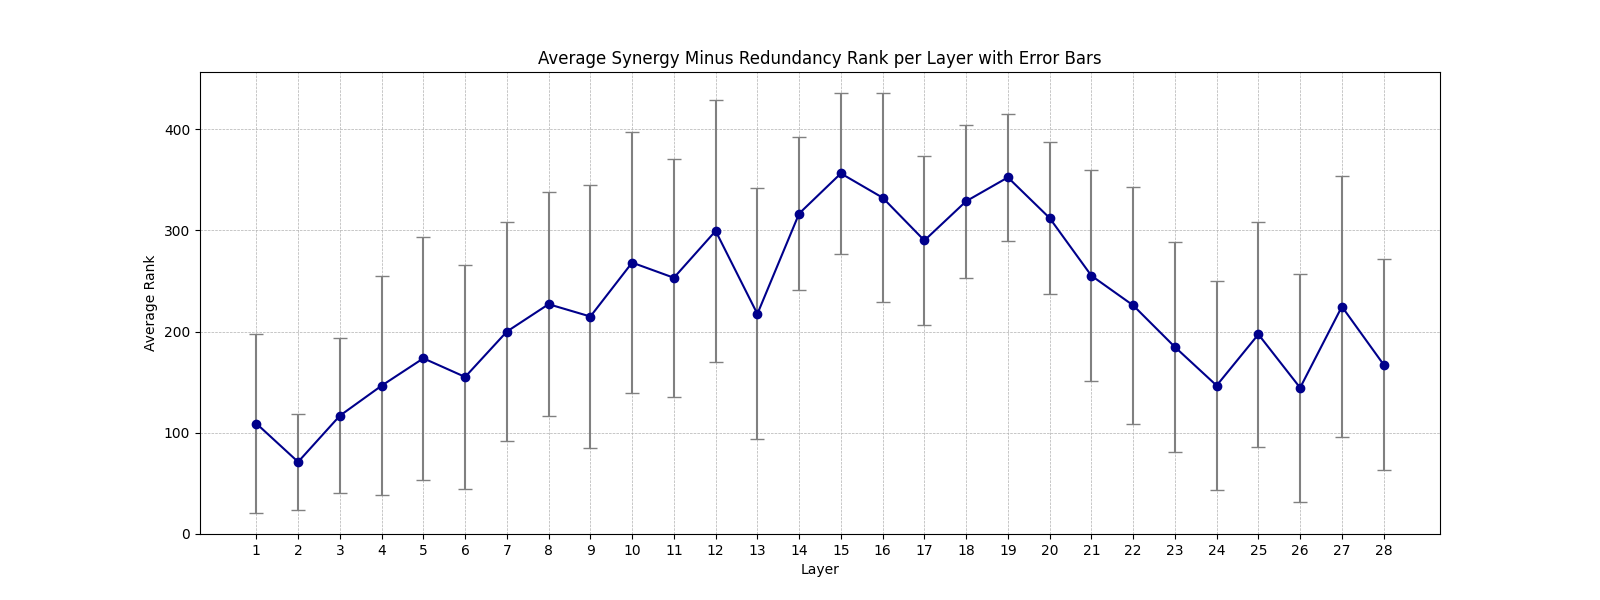 Average Synergy Minus Redundancy Rank per Layer with Error Bars
Average Rank
400
300
200
100
0
1 2 3 4 5 6 7 8 9 10 11 12 13 14 15 16 17 18 19 20 21 22 23 24 25 26 27 28
Layer